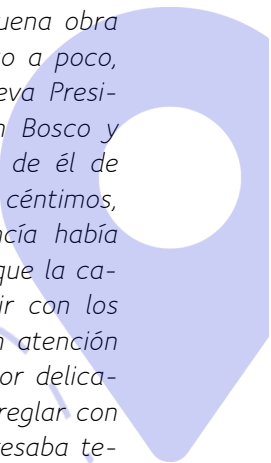 uena obra
o a poco,
eva Presi-
n Bosco y
de él de
céntimos,
ncía había
que la ca-
ir con los
n atención
or delica-
reglar con
esaba te-